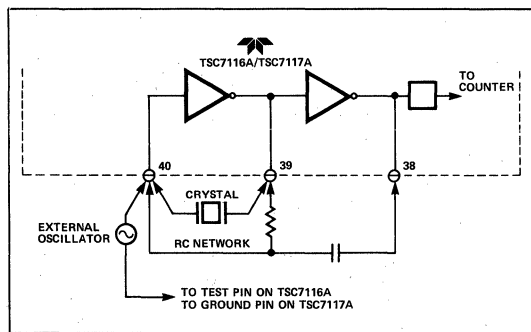 TSC7116A/TSC7117A
TO
COUNTER
40
39
38
CRYSTAL
EXTERNAL
OSCILLATOR
RC NETWORK
TO TEST PIN ON TSC7116A
TO GROUND PIN ON TSC7117A